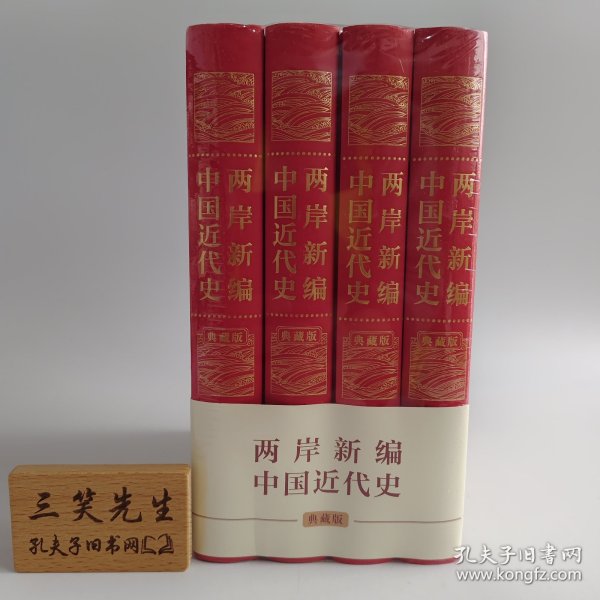 两岸新编
中国近代史
典藏版
两岸新编
中国近代史
典藏版
两岸新编
中国近代史
典藏版
两岸新编
中国近代史
典藏版
两岸新编
中国近代史
典藏版
三笑先生
孔夫子旧书网
孔夫子旧书网
www.kongfz.com